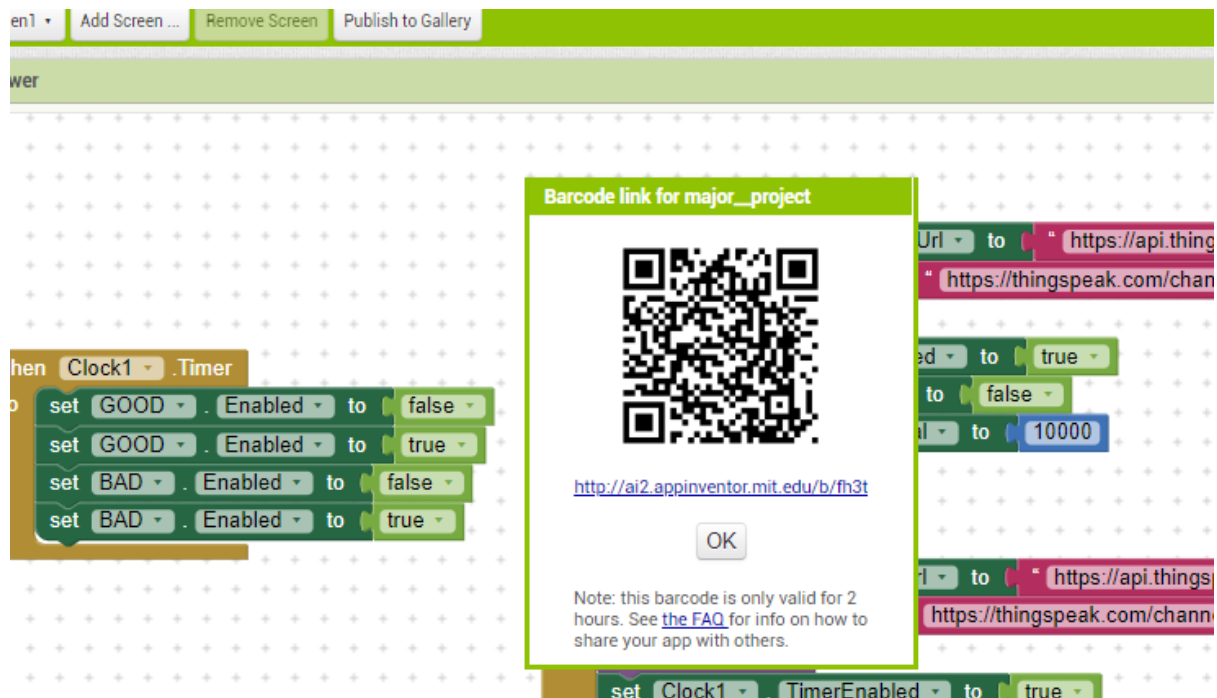 en1 Add Screen ... Remove Screen Publish to Gallery
wer
Barcode link for major__project
http://ai2.appinventor.mit.edu/b/fh3t
OK
Note: this barcode is only valid for 2
hours. See the FAQ for info on how to
share your app with others.
hen Clock1 .Timer
set GOOD . Enabled to false
set GOOD . Enabled to true
set BAD . Enabled to false
set BAD . Enabled to true
Url to “ https://api.thing
“ https://thingspeak.com/chan
ed to true
to false
al to 10000
rl to “ https://api.things
https://thingspeak.com/chann
set Clock1 . TimerEnabled to true